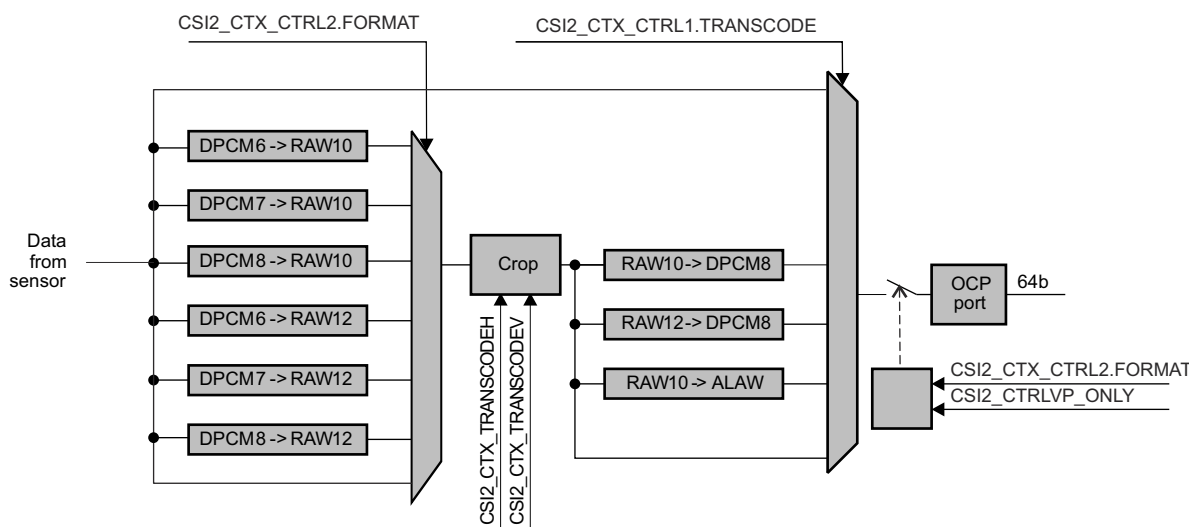 CSI2_CTX_CTRL2.FORMAT
CSI2_CTX_CTRL1.TRANSCODE
DPCM6 -> RAW10
DPCM7 -> RAW10
Data
from
sensor
DPCM8 -> RAW10
DPCM6 -> RAW12
DPCM7 -> RAW12
DPCM8 -> RAW12
Crop
CSI2_CTX_TRANSCODEH
CSI2_CTX_TRANSCODEV
RAW10 -> DPCM8
RAW12 -> DPCM8
RAW10 -> ALAW
OCP
port
64b
CSI2_CTX_CTRL2.FORMAT
CSI2_CTRLVP_ONLY